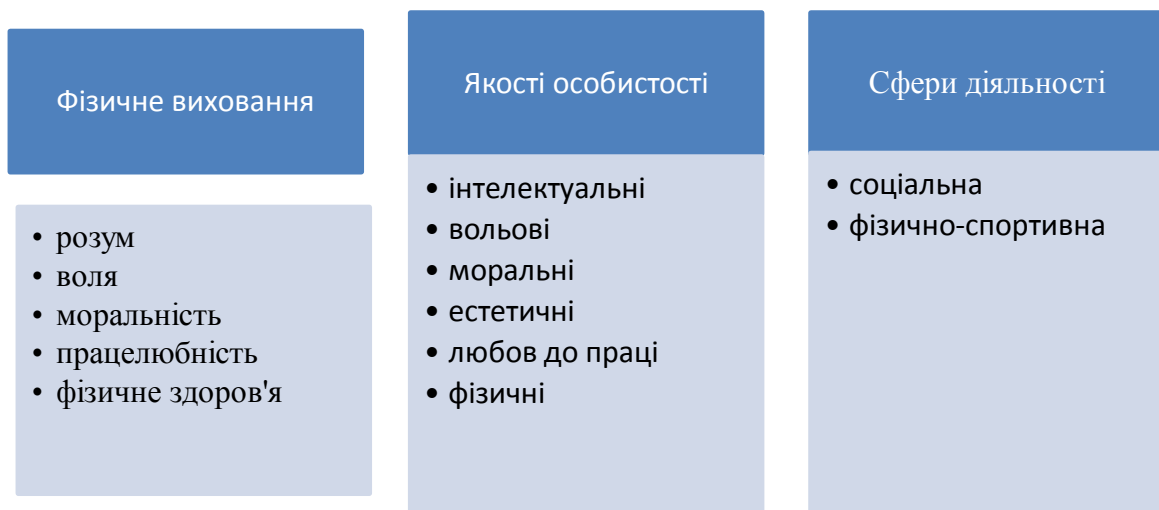 Фізичне виховання
• розум
• воля
• моральність
• працелюбність
• фізичне здоров'я
Якості особистості
• інтелектуальні
• вольові
• моральні
• естетичні
• любов до праці
• фізичні
Сфери діяльності
• соціальна
• фізично-спортивна